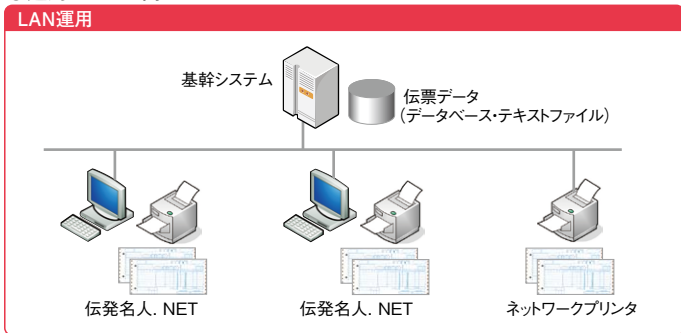 LAN運用
基幹システム
伝票データ
(データベース・テキストファイル)
伝発名人. NET
伝発名人. NET
ネットワークプリンタ